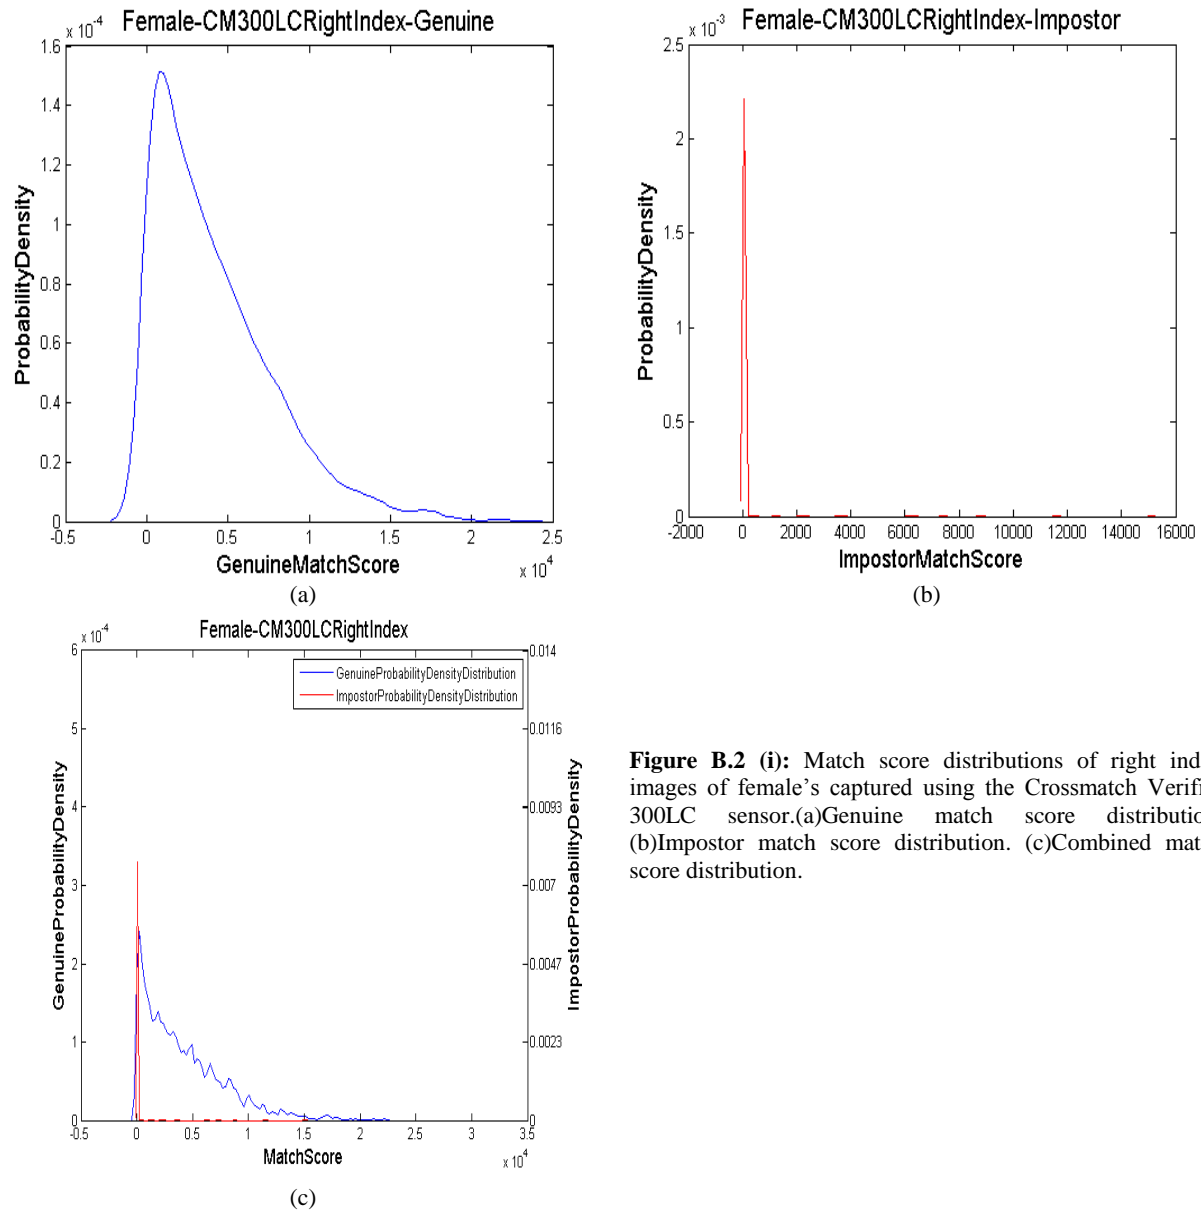 Female-CM300LCRightIndex-Genuine
x 10-4
1.6
1.4
1.2
1
0.8
0.6
0.4
0.2
0
-0.5 0 0.5 1 1.5 2 2.5
x 10 4
ProbabilityDensity
GenuineMatchScore
(a)
Female-CM300LCRightIndex-Impostor
x 10-3
2.5
2
1.5
1
0.5
0
-2000 0 2000 4000 6000 8000 10000 12000 14000 16000
ProbabilityDensity
ImpostorMatchScore
(b)
Female-CM300LCRightIndex
x 10-4
6
5
4
3
2
1
0
0.014
0.0116
0.0093
0.007
0.0047
0.0023
0
GenuineProbabilityDensityDistribution
ImpostorProbabilityDensityDistribution
-0.5 0 0.5 1 1.5 2 2.5 3 3.5
x 10 4
GenuineProbabilityDensity
ImpostorProbabilityDensity
MatchScore
(c)
Figure B.2 (i): Match score distributions of right ind
images of female's captured using the Crossmatch Verifi
300LC sensor.(a)Genuine match score distributio
(b)Impostor match score distribution. (c)Combined mat
score distribution.